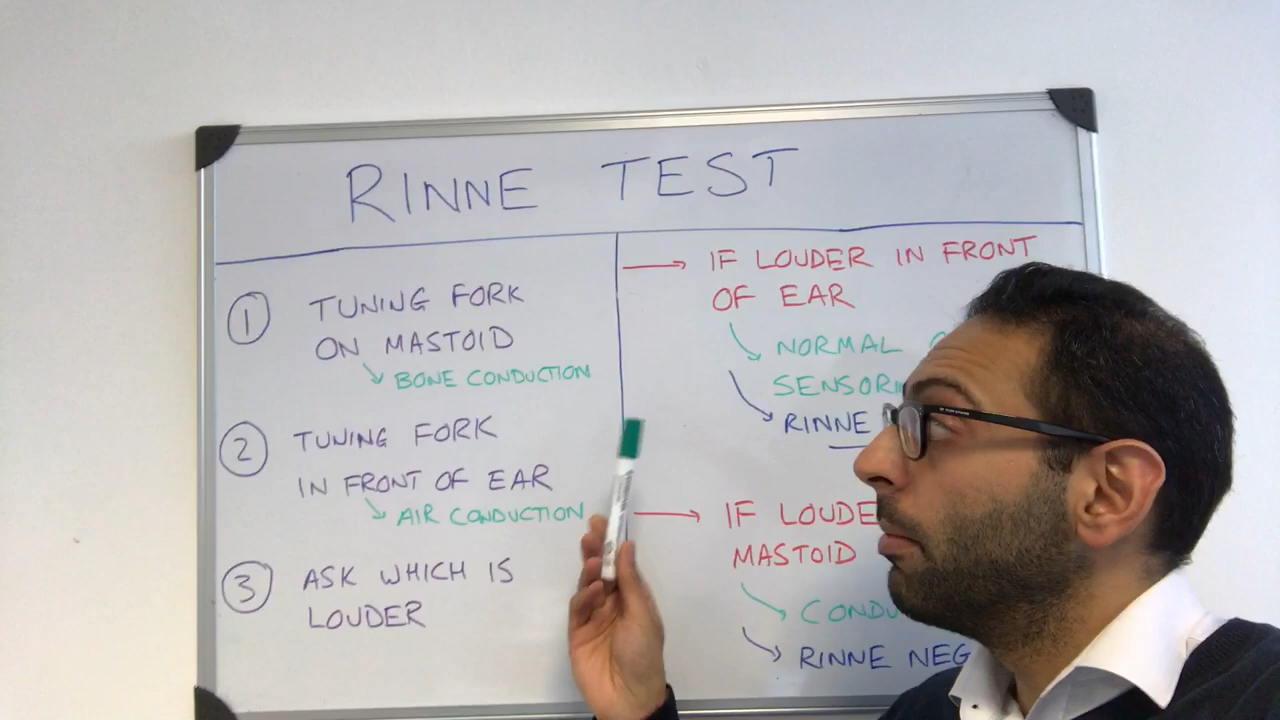 RINNE TEST
1 TUNING FORK
ON MASTOID
BONE CONDUCTION
2 TUNING FORK
IN FRONT OF EAR
AIR CONDUCTION
3 ASK WHICH IS
LOUDER
IF LOUDER IN FRONT
OF EAR
NORMAL
RINNE
IF
MASTOID
RINNE